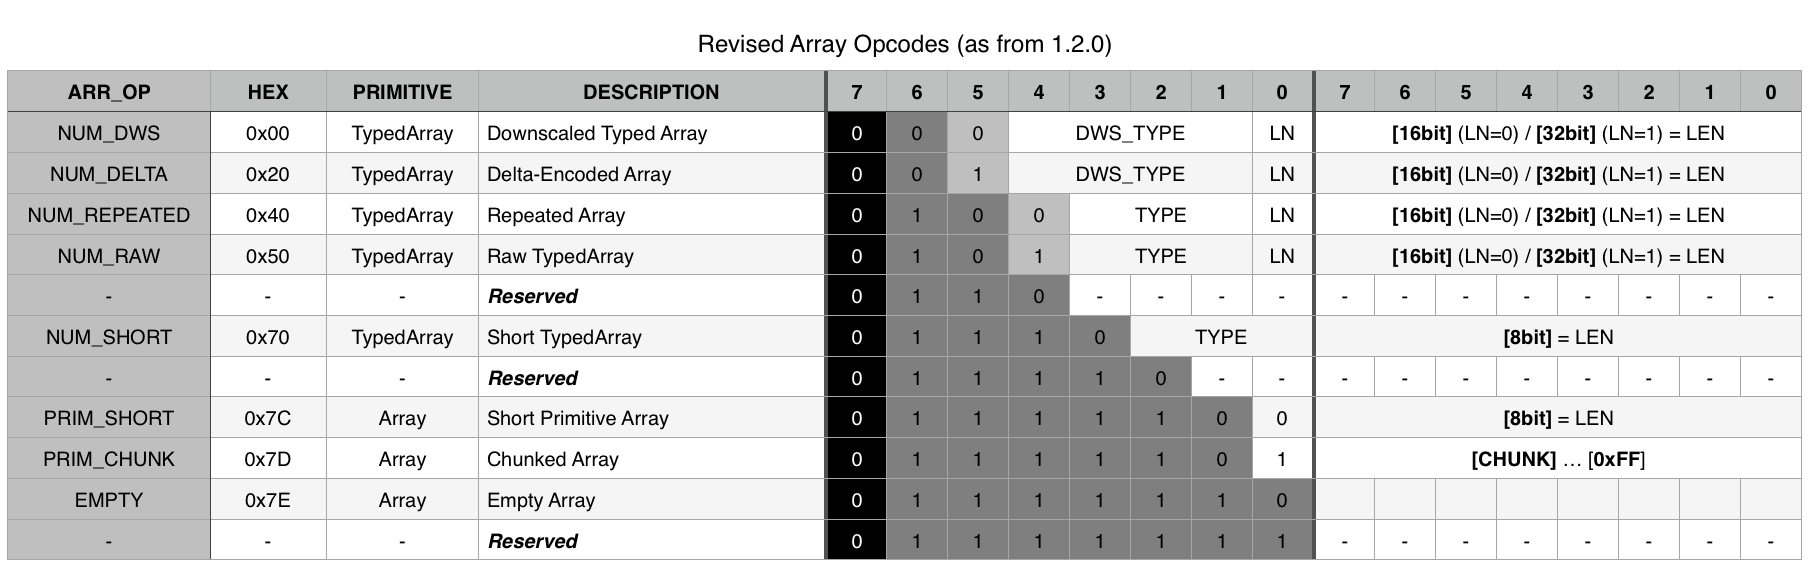 Revised Array Opcodes (as from 1.2.0)
ARR_OP HEX PRIMITIVE DESCRIPTION 7 6 5 4 3 2 1 0 7 6 5 4 3 2 1 0
NUM_DWS 0x00 TypedArray Downscaled Typed Array 0 0 0 DWS_TYPE LN [16bit] (LN=0) / [32bit] (LN=1) = LEN
NUM_DELTA 0x20 TypedArray Delta-Encoded Array 0 0 1 DWS_TYPE LN [16bit] (LN=0) / [32bit] (LN=1) = LEN
NUM_REPEATED 0x40 TypedArray Repeated Array 0 1 0 0 TYPE LN [16bit] (LN=0) / [32bit] (LN=1) = LEN
NUM_RAW 0x50 TypedArray Raw TypedArray 0 1 0 1 TYPE LN [16bit] (LN=0) / [32bit] (LN=1) = LEN
- - - Reserved 0 1 1 0 - - - - - - - - - - - -
NUM_SHORT 0x70 TypedArray Short TypedArray 0 1 1 1 0 TYPE [8bit] = LEN
- - - Reserved 0 1 1 1 1 0 - - - - - - - - - -
PRIM_SHORT 0x7C Array Short Primitive Array 0 1 1 1 1 1 0 0 [8bit] = LEN
PRIM_CHUNK 0x7D Array Chunked Array 0 1 1 1 1 1 0 1 [CHUNK] … [0xFF]
EMPTY 0x7E Array Empty Array 0 1 1 1 1 1 1 0
- - - Reserved 0 1 1 1 1 1 1 1 - - - - - - - -